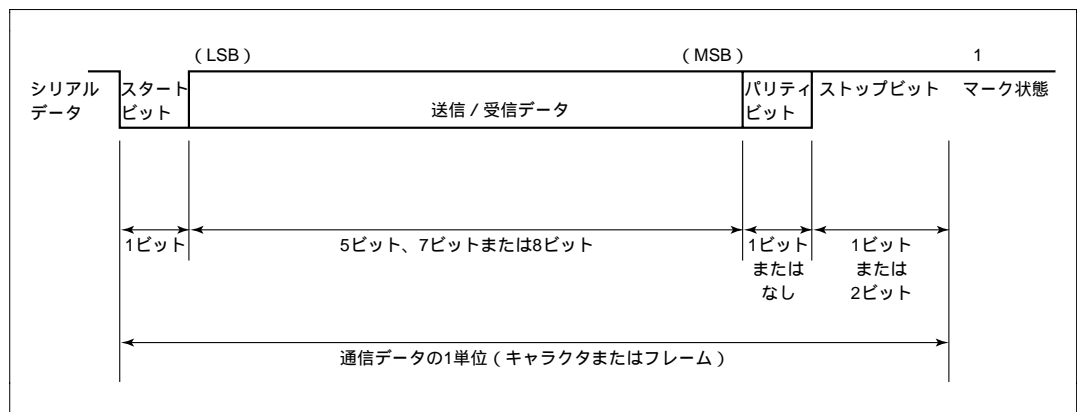 (LSB)
(MSB)
1
シリアル
データ
スタート
ビット
送信/受信データ
パリティ
ビット
ストップビット
マーク状態
1ビット
5ビット、7ビットまたは8ビット
1ビット
または
なし
1ビット
または
2ビット
通信データの1単位(キャラクタまたはフレーム)